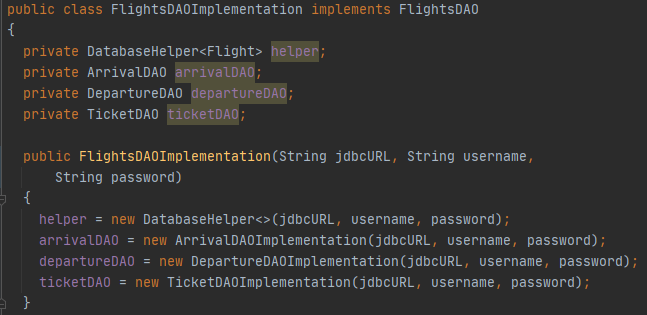 public class FlightsDAOImplementation implements FlightsDAO
{
  private DatabaseHelper<Flight> helper;
  private ArrivalDAO arrivalDAO;
  private DepartureDAO departureDAO;
  private TicketDAO ticketDAO;

  public FlightsDAOImplementation(String jdbcURL, String username,
      String password)
  {
    helper = new DatabaseHelper<>(jdbcURL, username, password);
    arrivalDAO = new ArrivalDAOImplementation(jdbcURL, username, password);
    departureDAO = new DepartureDAOImplementation(jdbcURL, username, password);
    ticketDAO = new TicketDAOImplementation(jdbcURL, username, password);
  }